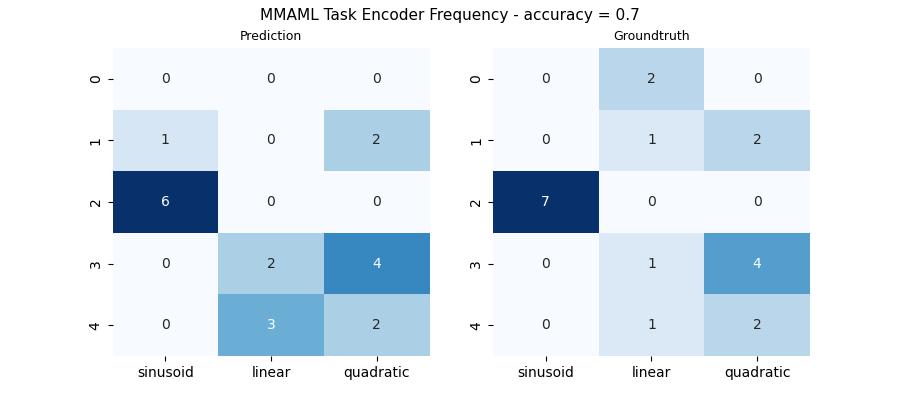 MMAML Task Encoder Frequency - accuracy = 0.7
Prediction
Groundtruth
0 0 0 0
1 1 0 2
2 6 0 0
3 0 2 4
4 0 3 2
sinusoid linear quadratic
0 0 2 0
1 0 1 2
2 7 0 0
3 0 1 4
4 0 1 2
sinusoid linear quadratic